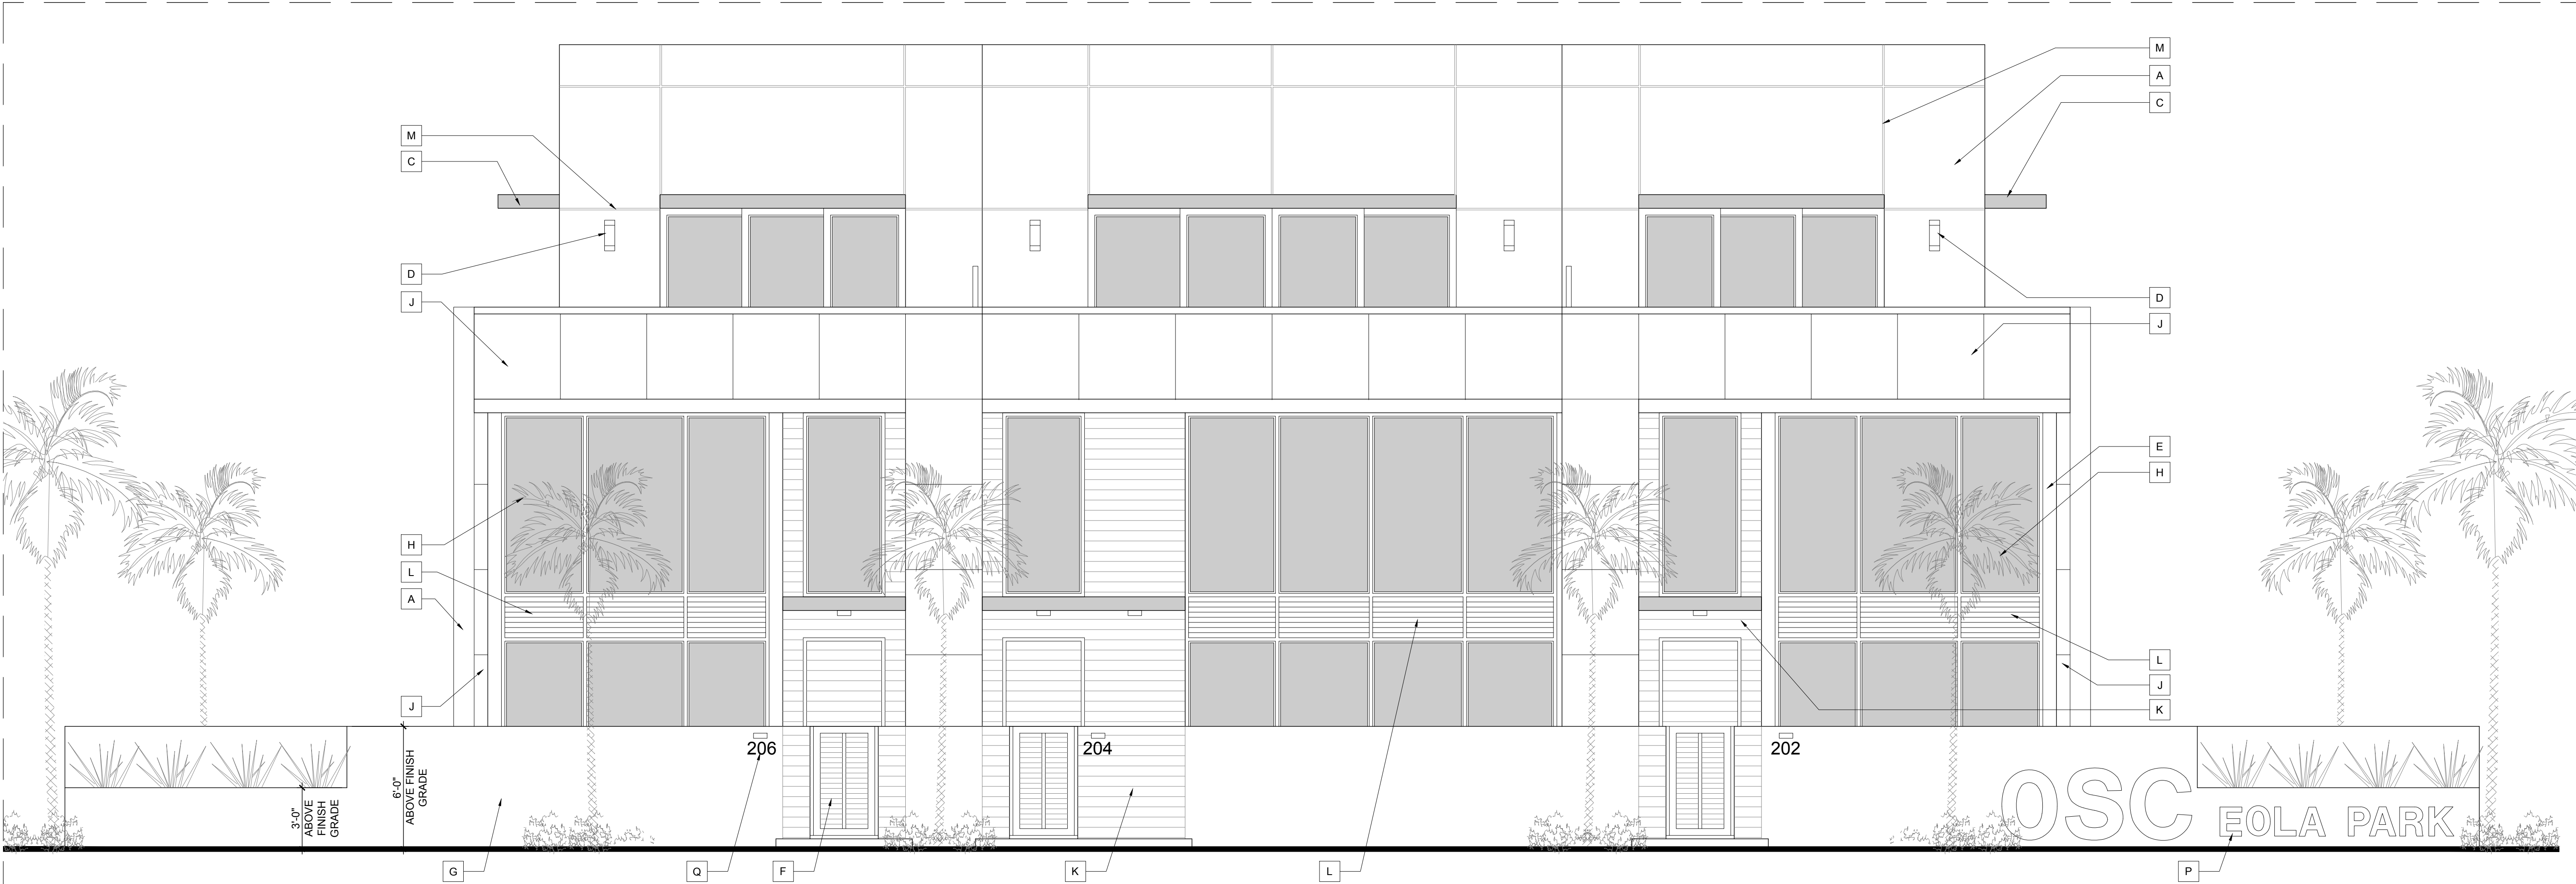 M
A
C
M
C
D
J
D
J
E
H
H
L
A
J
L
J
K
206
204
202
6'-0"
ABOVE FINISH
GRADE
3'-0"
ABOVE
FINISH
GRADE
OSC
EOLA PARK
G
Q
F
K
L
P